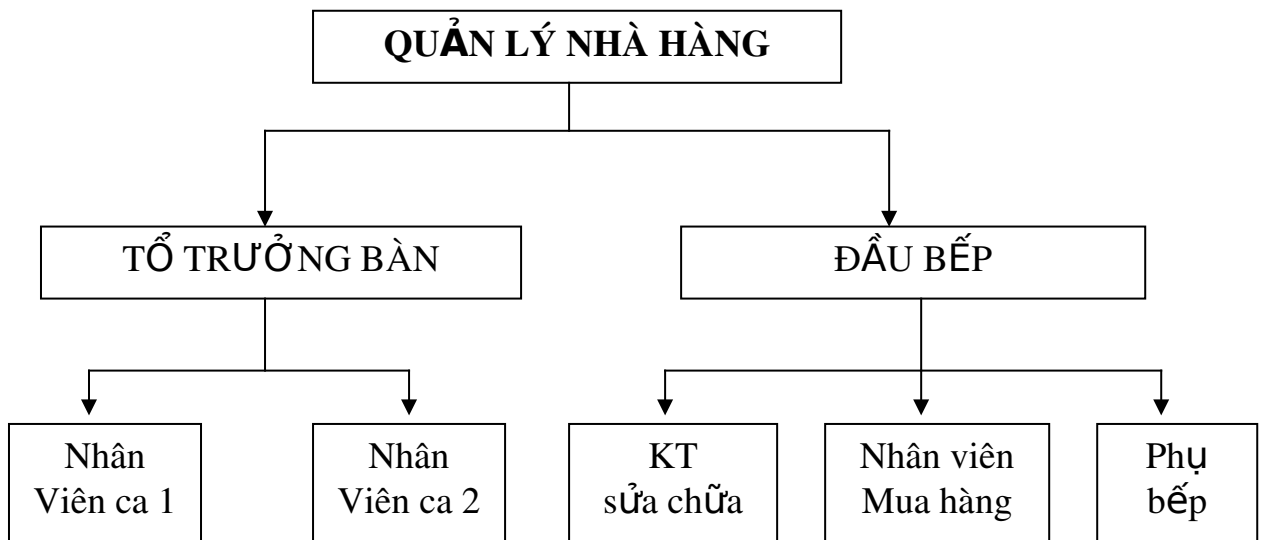 QUẢN LÝ NHÀ HÀNG
TỔ TRƯỞNG BÀN
ĐẦU BẾP
Nhân
Viên ca 1
Nhân
Viên ca 2
KT
sửa chữa
Nhân viên
Mua hàng
Phụ
bếp